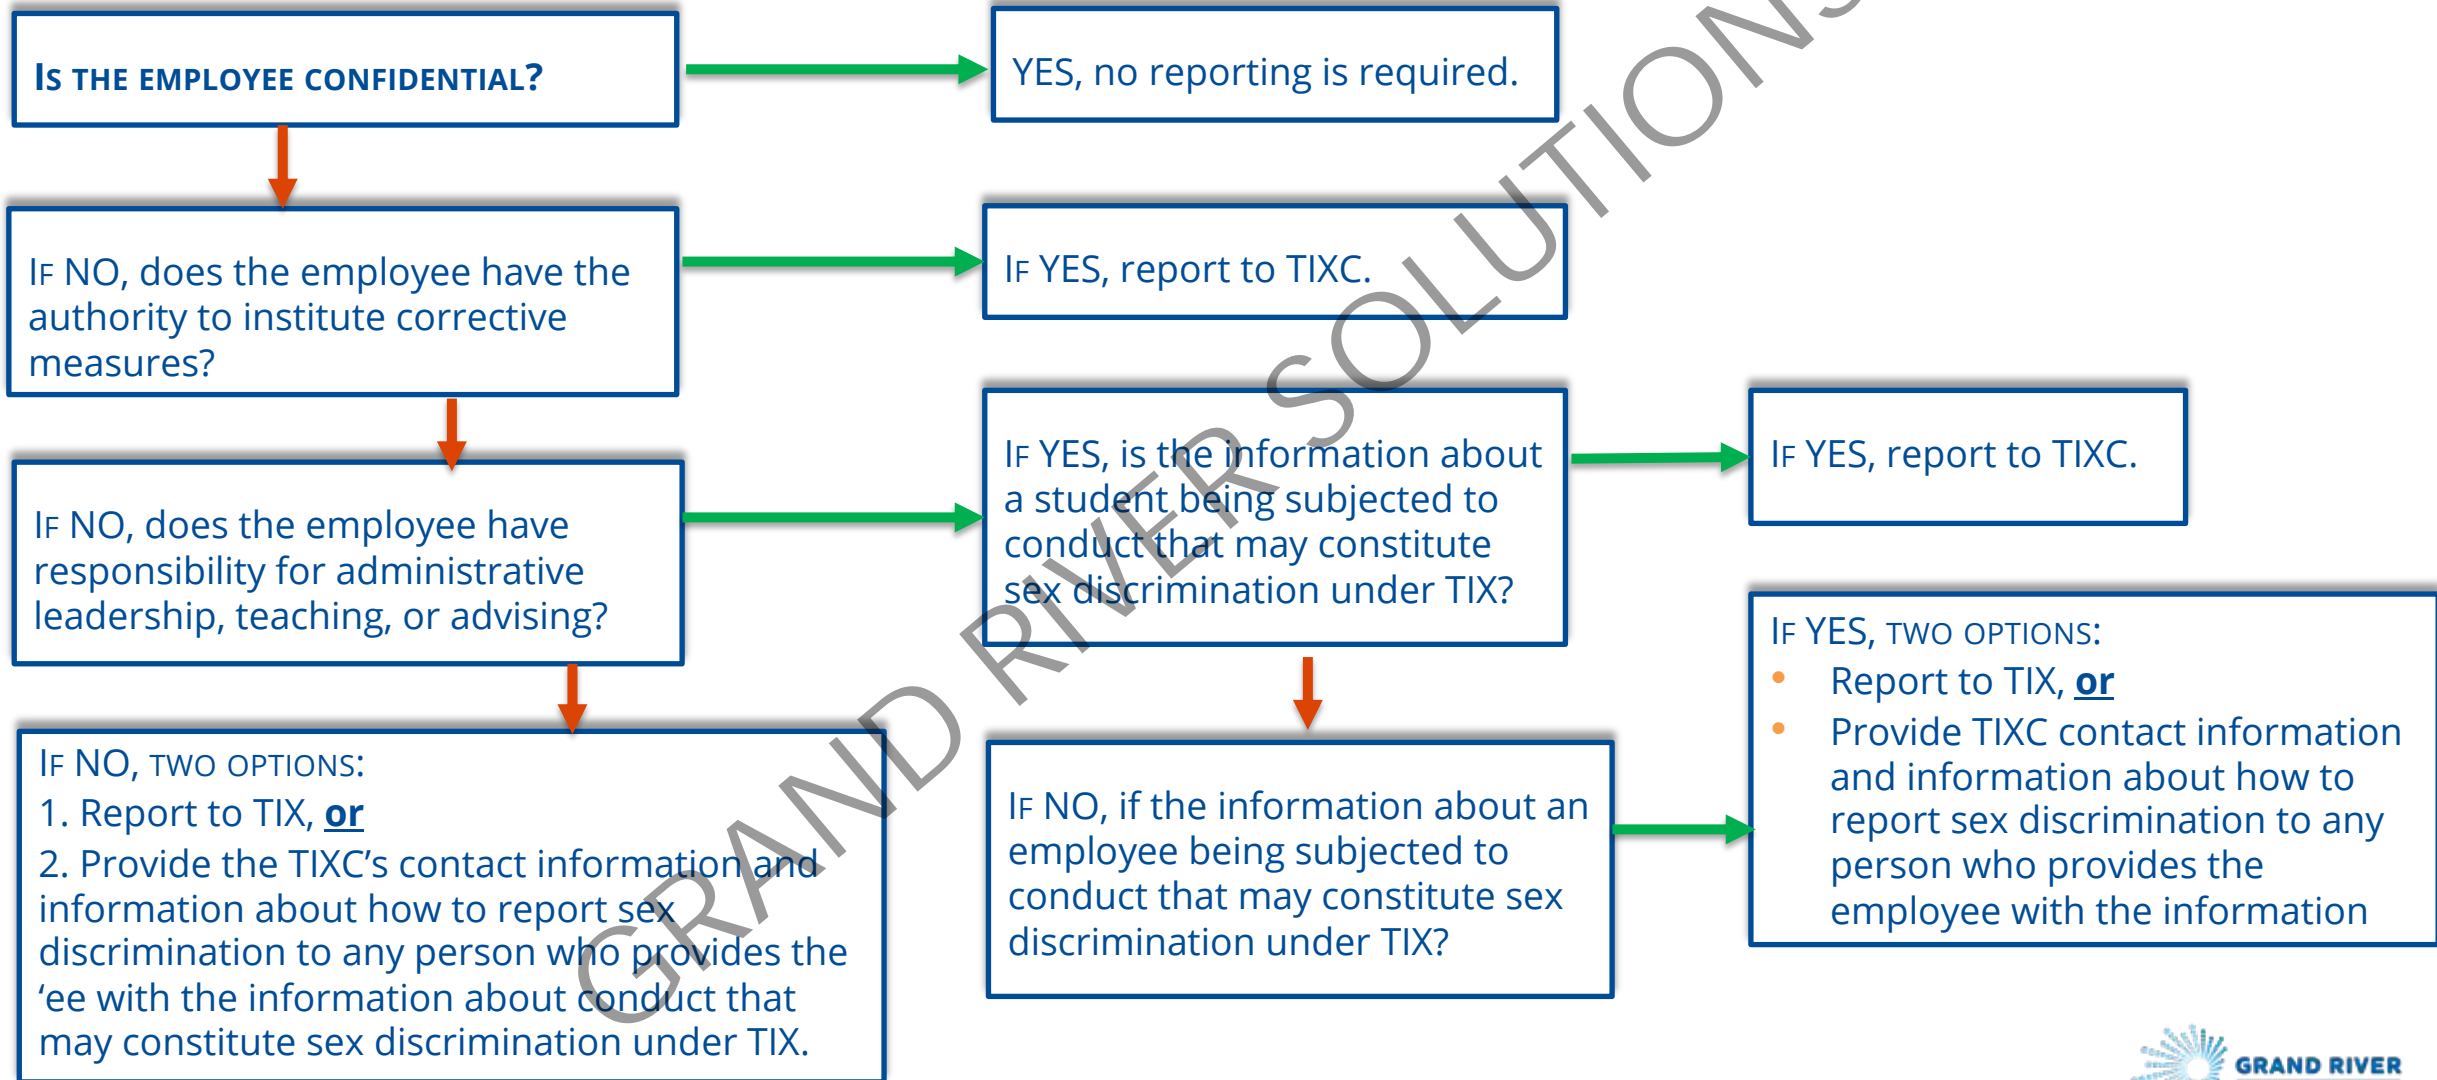 IS THE EMPLOYEE CONFIDENTIAL?
YES, no reporting is required.
IF NO, does the employee have the
authority to institute corrective
measures?
IF YES, report to TIXC.
IF NO, does the employee have
responsibility for administrative
leadership, teaching, or advising?
IF YES, is the information about
a student being subjected to
conduct that may constitute
sex discrimination under TIX?
IF YES, report to TIXC.
IF NO, TWO OPTIONS:
1. Report to TIX, or
2. Provide the TIXC’s contact information and
information about how to report sex
discrimination to any person who provides the
‘ee with the information about conduct that
may constitute sex discrimination under TIX.
IF NO, if the information about an
employee being subjected to
conduct that may constitute sex
discrimination under TIX?
IF YES, TWO OPTIONS:
• Report to TIX, or
• Provide TIXC contact information
and information about how to
report sex discrimination to any
person who provides the
employee with the information
GRAND RIVER SOLUTIONS
GRAND RIVER